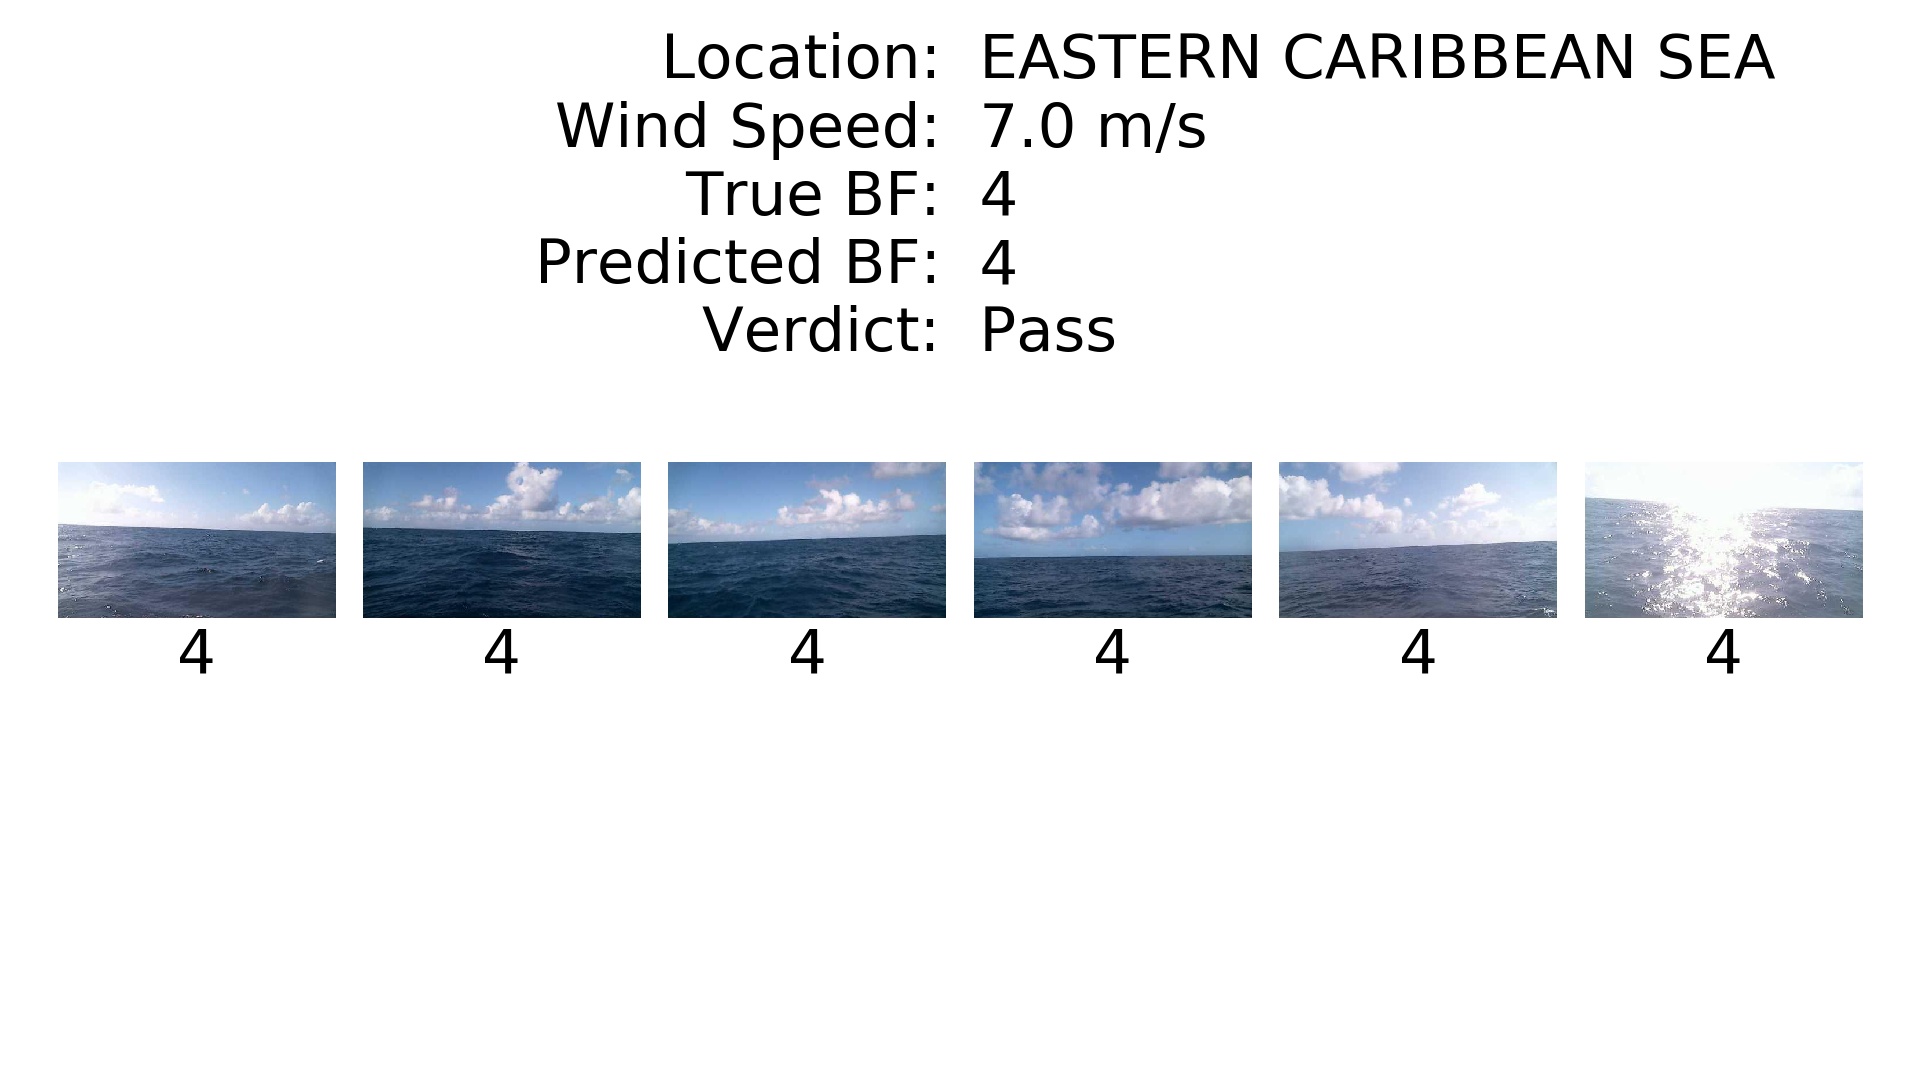 Location: EASTERN CARIBBEAN SEA
Wind Speed: 7.0 m/s
True BF: 4
Predicted BF: 4
Verdict: Pass
4 4 4 4 4 4